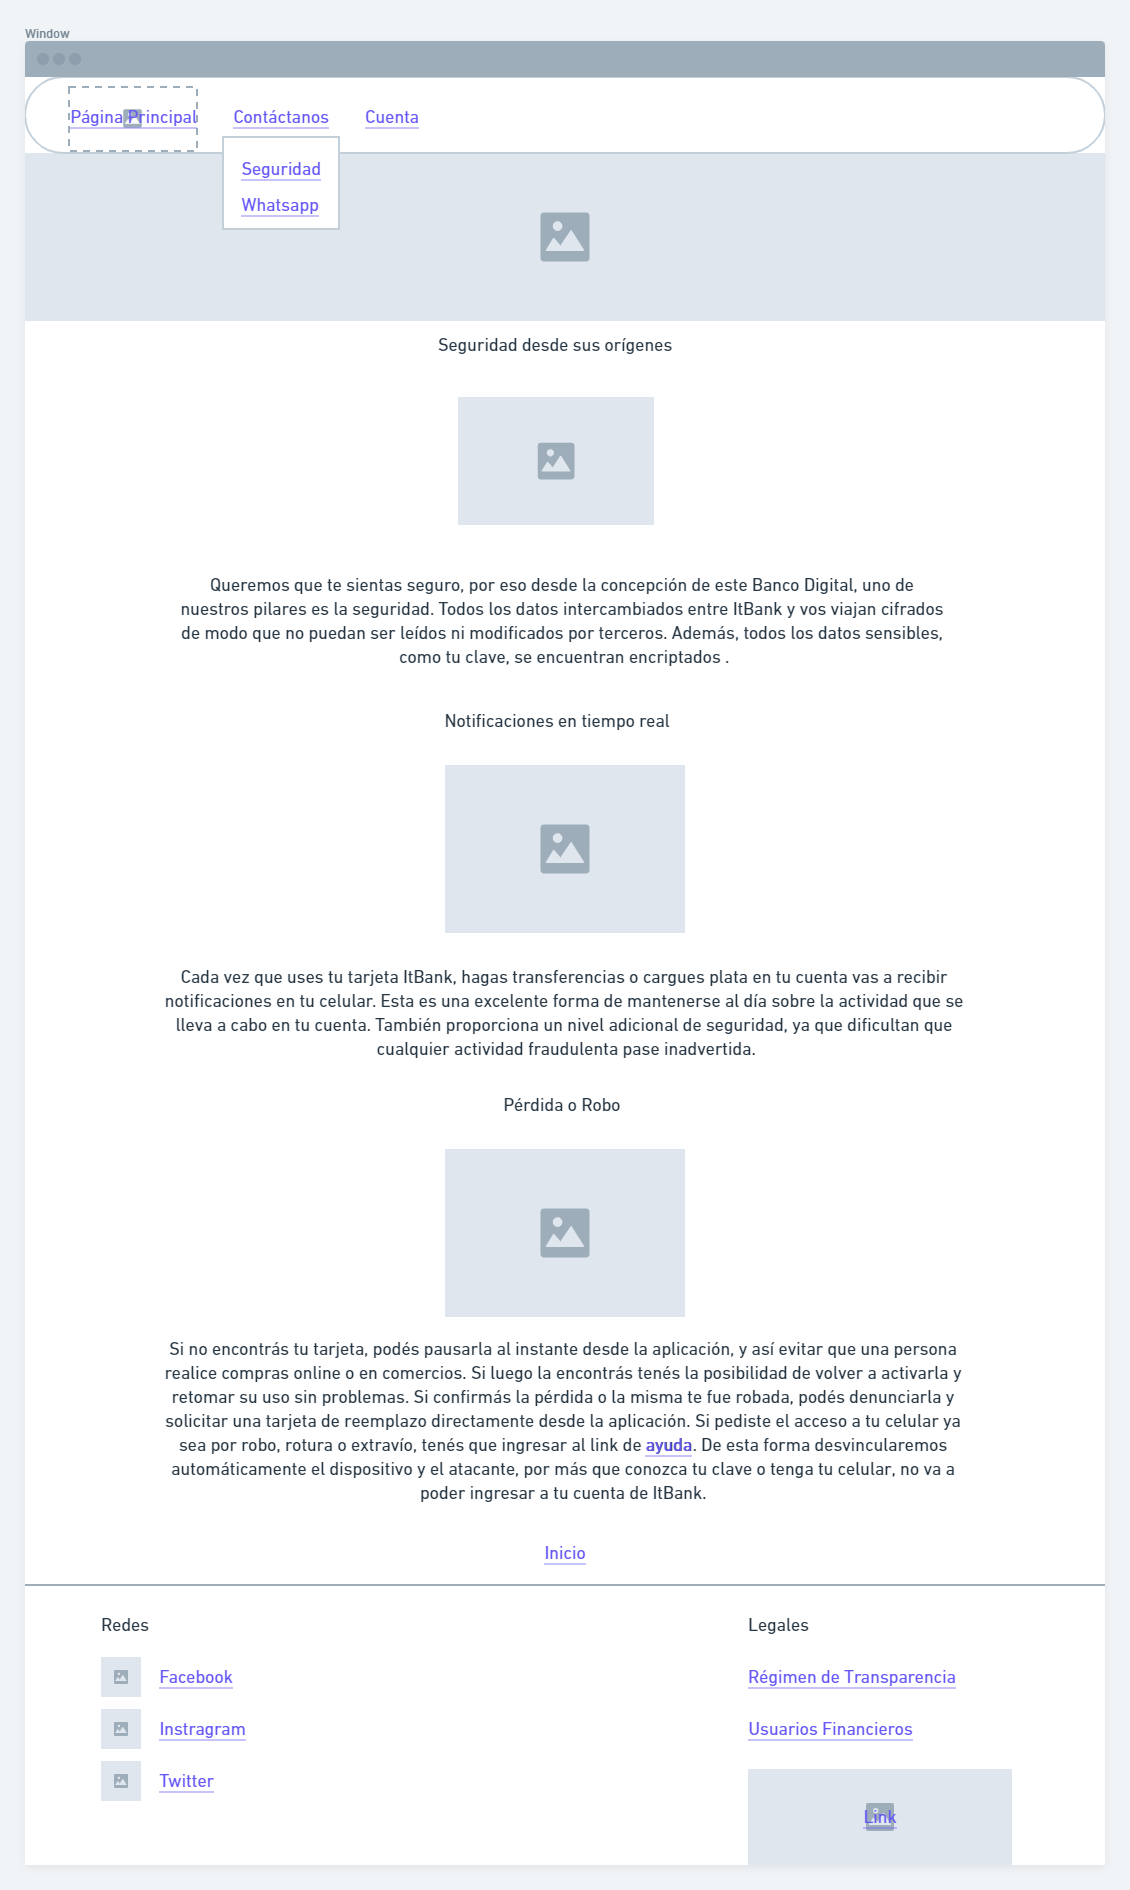 Window
Página Principal
Contáctanos
Cuenta
Seguridad
Whatsapp
Seguridad desde sus orígenes
Queremos que te sientas seguro, por eso desde la concepción de este Banco Digital, uno de
nuestros pilares es la seguridad. Todos los datos intercambiados entre ItBank y vos viajan cifrados
de modo que no puedan ser leídos ni modificados por terceros. Además, todos los datos sensibles,
como tu clave, se encuentran encriptados .
Notificaciones en tiempo real
Cada vez que uses tu tarjeta ItBank, hagas transferencias o cargues plata en tu cuenta vas a recibir
notificaciones en tu celular. Esta es una excelente forma de mantenerse al día sobre la actividad que se
lleva a cabo en tu cuenta. También proporciona un nivel adicional de seguridad, ya que dificultan que
cualquier actividad fraudulenta pase inadvertida.
Pérdida o Robo
Si no encontrás tu tarjeta, podés pausarla al instante desde la aplicación, y así evitar que una persona
realice compras online o en comercios. Si luego la encontrás tenés la posibilidad de volver a activarla y
retomar su uso sin problemas. Si confirmás la pérdida o la misma te fue robada, podés denunciarla y
solicitar una tarjeta de reemplazo directamente desde la aplicación. Si pediste el acceso a tu celular ya
sea por robo, rotura o extravío, tenés que ingresar al link de ayuda. De esta forma desvincularemos
automáticamente el dispositivo y el atacante, por más que conozca tu clave o tenga tu celular, no va a
poder ingresar a tu cuenta de ItBank.
Inicio
Redes
Facebook
Instragram
Twitter
Legales
Régimen de Transparencia
Usuarios Financieros
Link